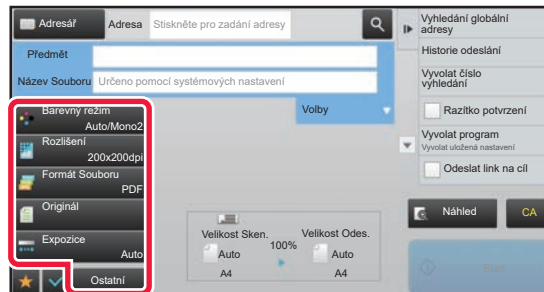 Adresář
Adresa
Stiskněte pro zadání adresy
Předmět
Název Souboru
Určeno pomocí systémových nastavení
Volby
Barevný režim
Auto/Mono2
Rozlišení
200x200dpi
Formát Souboru
PDF
Originál
Expozice
Auto
Ostatní
Velikost Sken.
Auto
A4
100%
Velikost Odes.
Auto
A4
Vyhledání globální
adresy
Historie odeslání
Vyvolat číslo
vyhledání
Razítko potvrzení
Vyvolat program
Vyvolat uložená nastavení
Odeslat link na cíl
Náhled
CA
Start